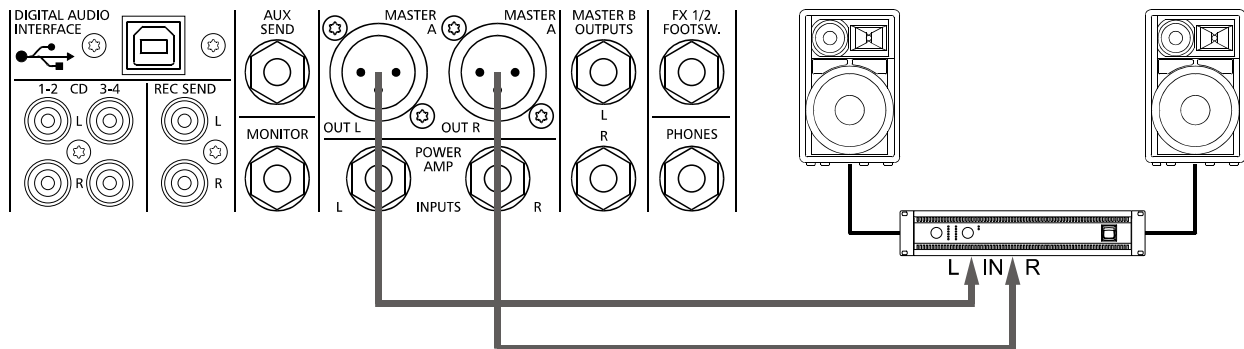 DIGITAL AUDIO
INTERFACE
1-2 CD 3-4
L
R
REC SEND
L
R
AUX
SEND
MONITOR
MASTER
A
OUT L
MASTER
A
OUT R
POWER
AMP
L
INPUTS
R
MASTER B
OUTPUTS
L
R
FX 1/2
FOOTSW.
PHONES
L IN R